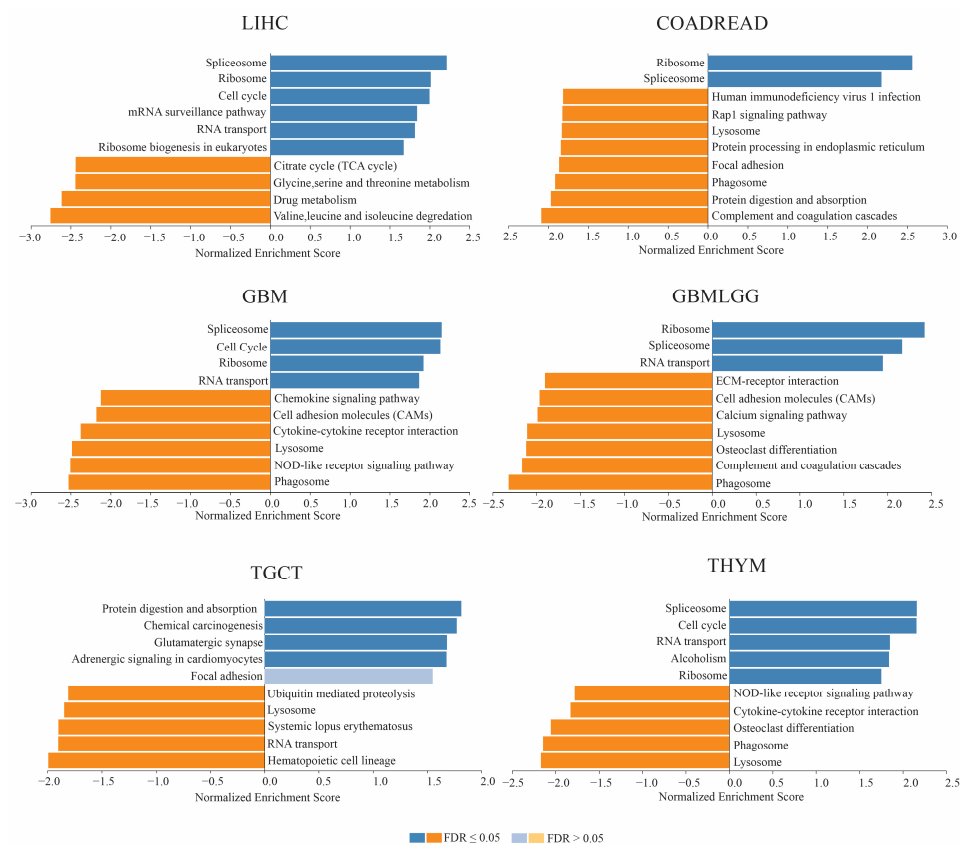 LIHC
Spliceosome
Ribosome
Cell cycle
mRNA surveillance pathway
RNA transport
Ribosome biogenesis in eukaryotes
Citrate cycle (TCA cycle)
Glycine,serine and threonine metabolism
Drug metabolism
Valine,leucine and isoleucine degredation
−3.0 −2.5 −2.0 −1.5 −1.0 −0.5 0.0 0.5 1.0 1.5 2.0 2.5
Normalized Enrichment Score
COADREAD
Ribosome
Spliceosome
Human immunodeficiency virus 1 infection
Rap1 signaling pathway
Lysosome
Protein processing in endoplasmic reticulum
Focal adhesion
Phagosome
Protein digestion and absorption
Complement and coagulation cascades
2.5 2.0 1.5 1.0 0.5 0.0 0.5 1.0 1.5 2.0 2.5 3.0
Normalized Enrichment Score
GBM
Spliceosome
Cell Cycle
Ribosome
RNA transport
Chemokine signaling pathway
Cell adhesion molecules (CAMs)
Cytokine-cytokine receptor interaction
Lysosome
NOD-like receptor signaling pathway
Phagosome
−3.0 −2.5 −2.0 −1.5 −1.0 −0.5 0.0 0.5 1.0 1.5 2.0 2.5
Normalized Enrichment Score
GBMLGG
Ribosome
Spliceosome
RNA transport
ECM-receptor interaction
Cell adhesion molecules (CAMs)
Calcium signaling pathway
Lysosome
Osteoclast differentiation
Complement and coagulation cascades
Phagosome
−2.5 −2.0 −1.5 −1.0 −0.5 0.0 0.5 1.0 1.5 2.0 2.5
Normalized Enrichment Score
TGCT
Protein digestion and absorption
Chemical carcinogenesis
Glutamatergic synapse
Adrenergic signaling in cardiomyocytes
Focal adhesion
Ubiquitin mediated proteolysis
Lysosome
Systemic lopus erythematosus
RNA transport
Hematopoietic cell lineage
−2.0 −1.5 −1.0 −0.5 0.0 0.5 1.0 1.5 2.0
Normalized Enrichment Score
THYM
Spliceosome
Cell cycle
RNA transport
Alcoholism
Ribosome
NOD-like receptor signaling pathway
Cytokine-cytokine receptor interaction
Osteoclast differentiation
Phagosome
Lysosome
−2.5 −2.0 −1.5 −1.0 −0.5 0.0 0.5 1.0 1.5 2.0 2.5
Normalized Enrichment Score
FDR ≤ 0.05 FDR > 0.05